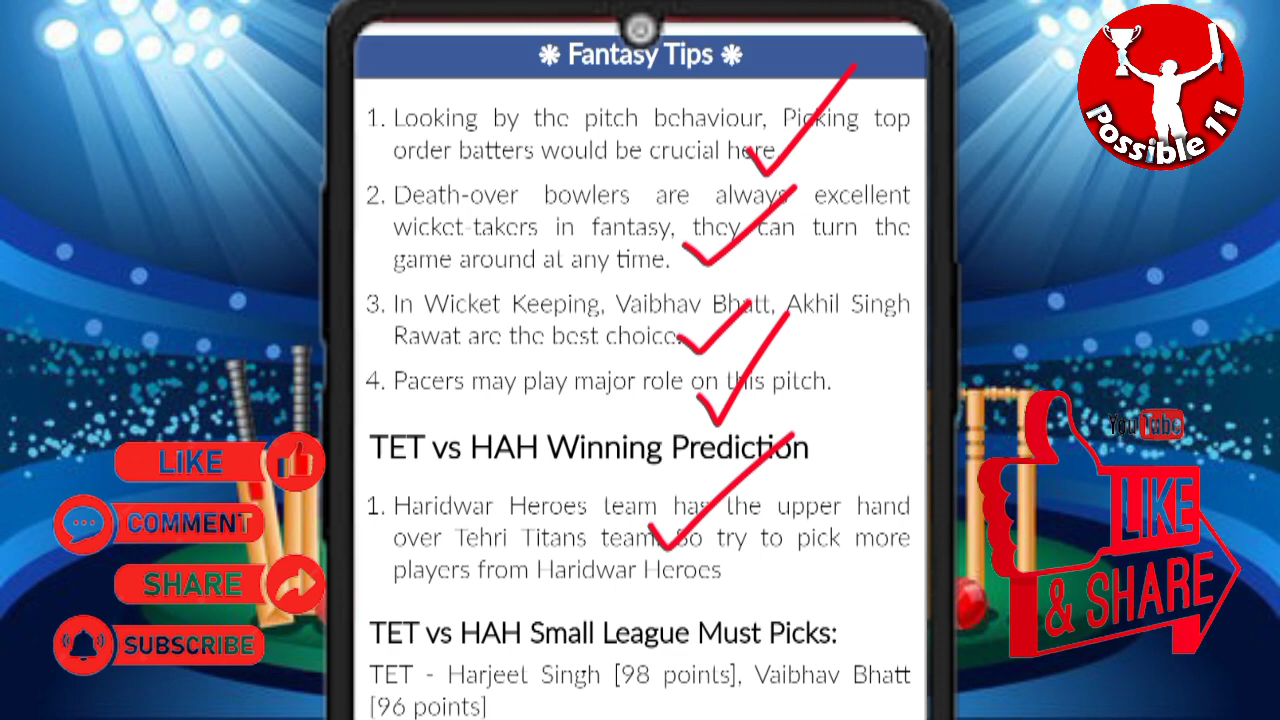 ❋ Fantasy Tips ❋
1. Looking by the pitch behaviour, Picking top
order batters would be crucial here.
2. Death-over bowlers are always excellent
wicket-takers in fantasy, they can turn the
game around at any time.
3. In Wicket Keeping, Vaibhav Bhatt, Akhil Singh
Rawat are the best choice.
4. Pacers may play major role on this pitch.
TET vs HAH Winning Prediction
1. Haridwar Heroes team has the upper hand
over Tehri Titans team. So try to pick more
players from Haridwar Heroes
TET vs HAH Small League Must Picks:
TET - Harjeet Singh [98 points], Vaibhav Bhatt
[96 points]
Possible 11
LIKE
COMMENT
SHARE
SUBSCRIBE
YouTube
LIKE
& SHARE